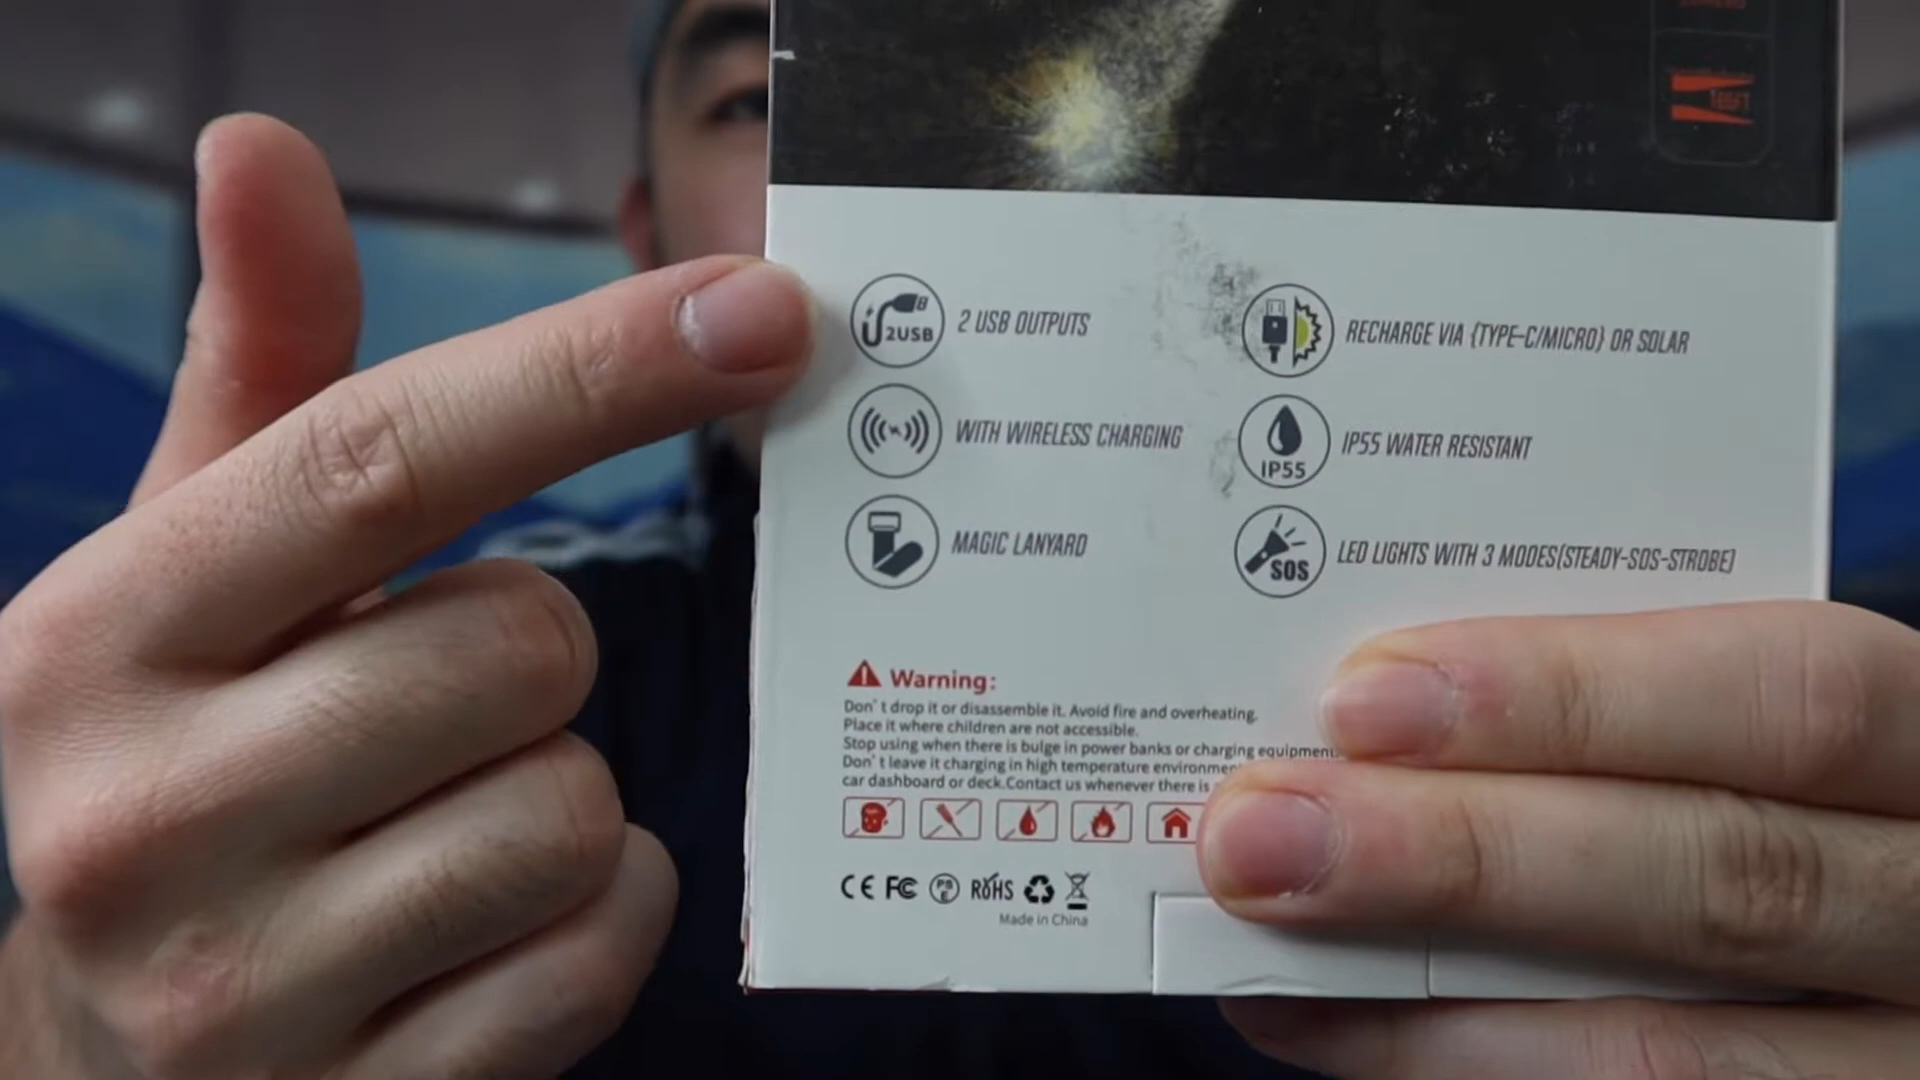 165FT
2USB
2 USB OUTPUTS
RECHARGE VIA {TYPE-C/MICRO} OR SOLAR
WITH WIRELESS CHARGING
IP55
IP55 WATER RESISTANT
MAGIC LANYARD
SOS
LED LIGHTS WITH 3 MODES(STEADY-SOS-STROBE)
Warning:
Don't drop it or disassemble it. Avoid fire and overheating.
Place it where children are not accessible.
Stop using when there is bulge in power banks or charging equipment
Don't leave it charging in high temperature
car dashboard or deck.Contact us whenever there is
CE FC PSE RoHS
Made in China